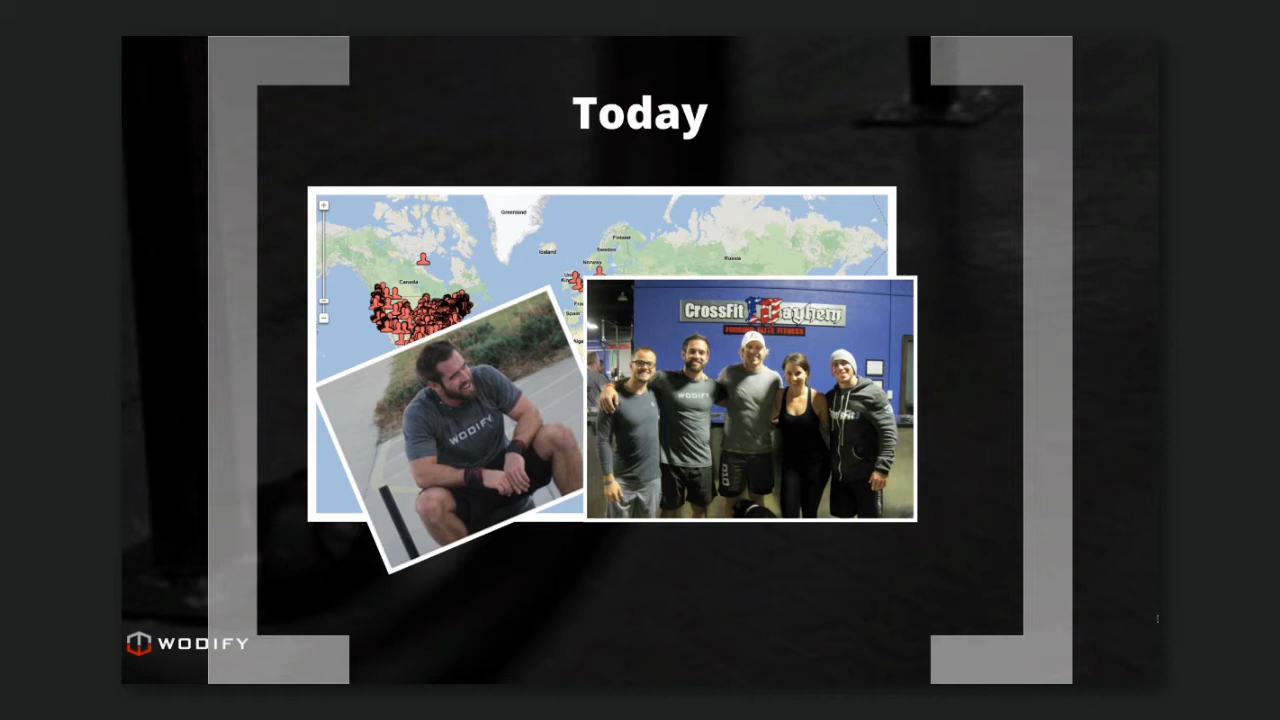 Today
+
Greenland
Finland
Iceland
Sweden
Norway
Russia
Canada
Spain
CrossFit Mayhem
WODIFY
WODIFY
WODIFY